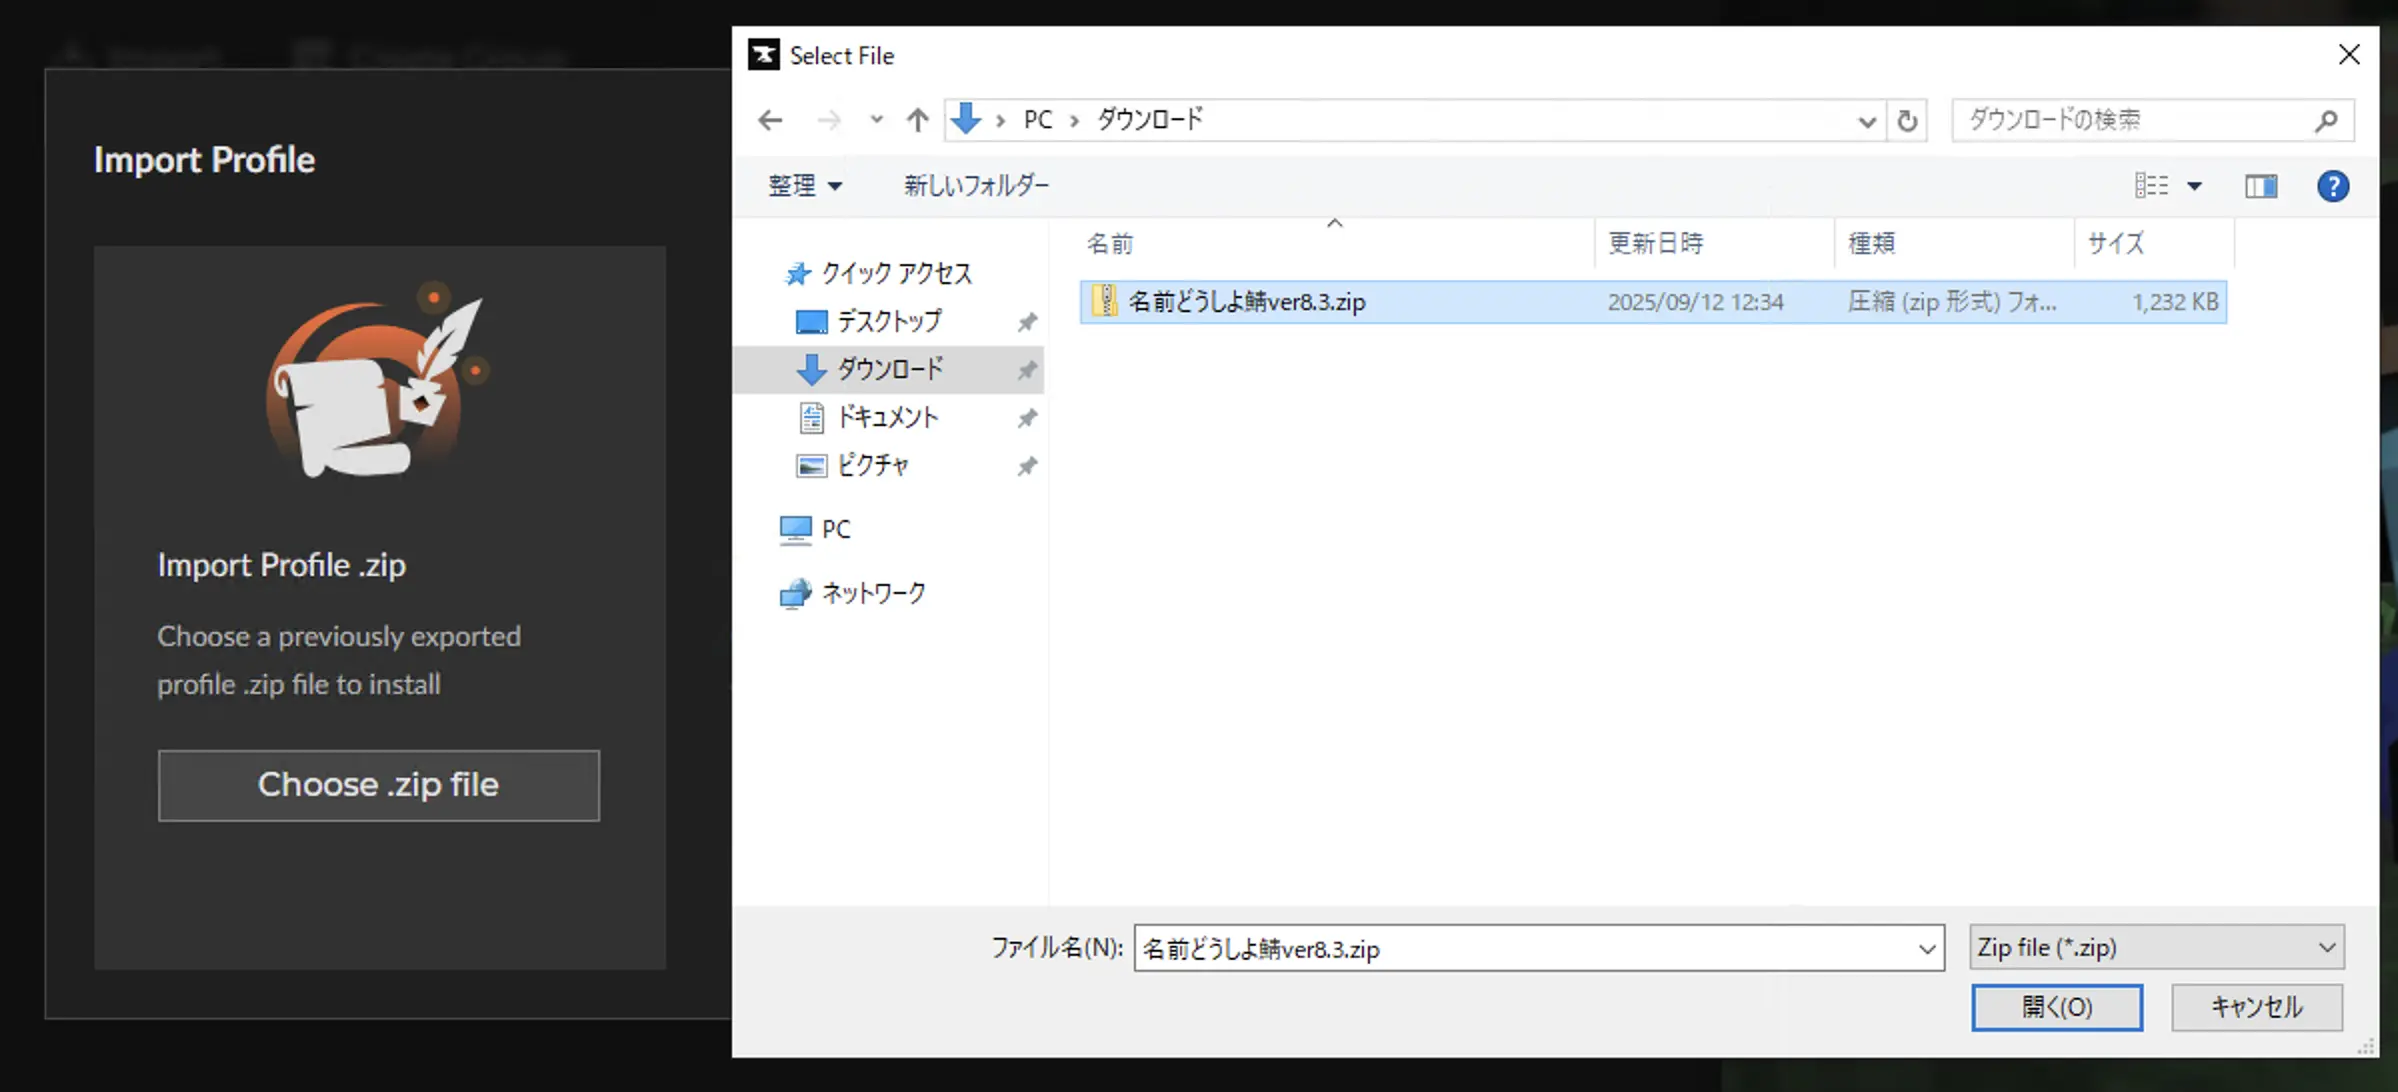 Import Profile
Import Profile .zip
Choose a previously exported
profile .zip file to install
Choose .zip file
Select File
PC
ダウンロード
ダウンロードの検索
整理
新しいフォルダー
?
名前
更新日時
種類
サイズ
クイック アクセス
デスクトップ
ダウンロード
ドキュメント
ピクチャ
PC
ネットワーク
名前どうしよ鯖ver8.3.zip
2025/09/12 12:34
圧縮 (zip 形式) フォ...
1,232 KB
ファイル名(N):
名前どうしよ鯖ver8.3.zip
Zip file (*.zip)
開く(O)
キャンセル